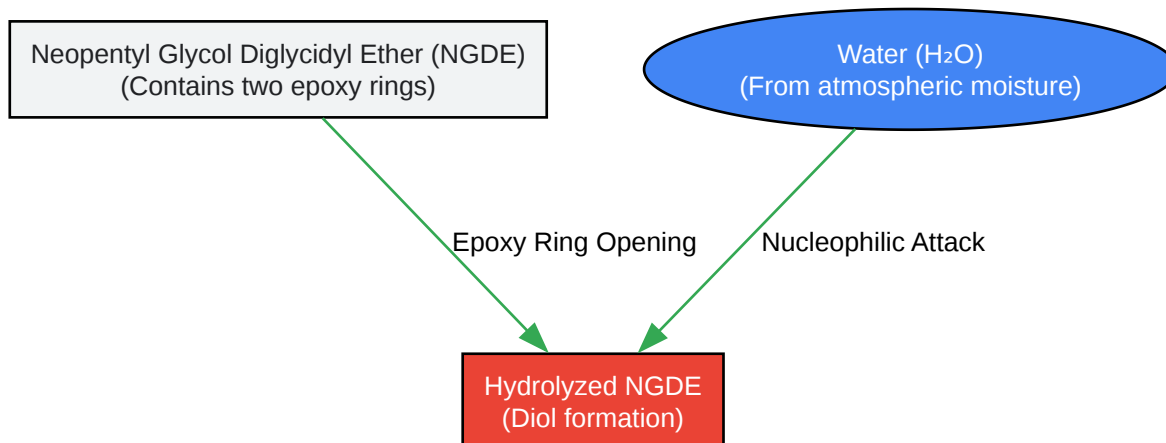 Neopentyl Glycol Diglycidyl Ether (NGDE)
(Contains two epoxy rings)
Water (H₂O)
(From atmospheric moisture)
Epoxy Ring Opening
Nucleophilic Attack
Hydrolyzed NGDE
(Diol formation)